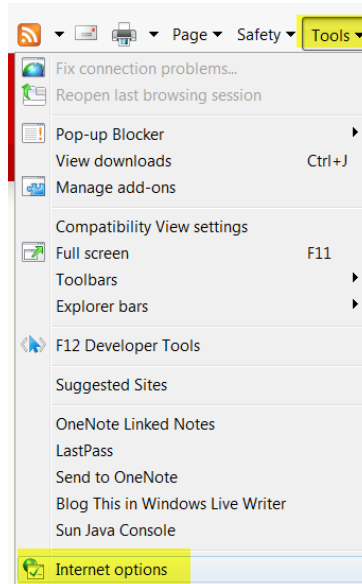 Page Safety Tools
Fix connection problems...
Reopen last browsing session
Pop-up Blocker
View downloads Ctrl+J
Manage add-ons
Compatibility View settings
Full screen F11
Toolbars
Explorer bars
F12 Developer Tools
Suggested Sites
OneNote Linked Notes
LastPass
Send to OneNote
Blog This in Windows Live Writer
Sun Java Console
Internet options